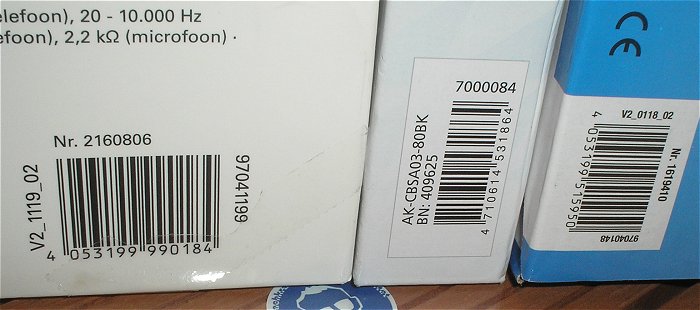 elefoon), 20 - 10.000 Hz
efoon), 2,2 kΩ (microfoon) ·
Nr. 2160806
V2_1119_02
97041199
4 053199 990184
7000084
AK-CBSA03-80BK
BN: 409625
4 710614 531864
CE
V2_0118_02
4 053199 515950
Nr. 1619410
97040148